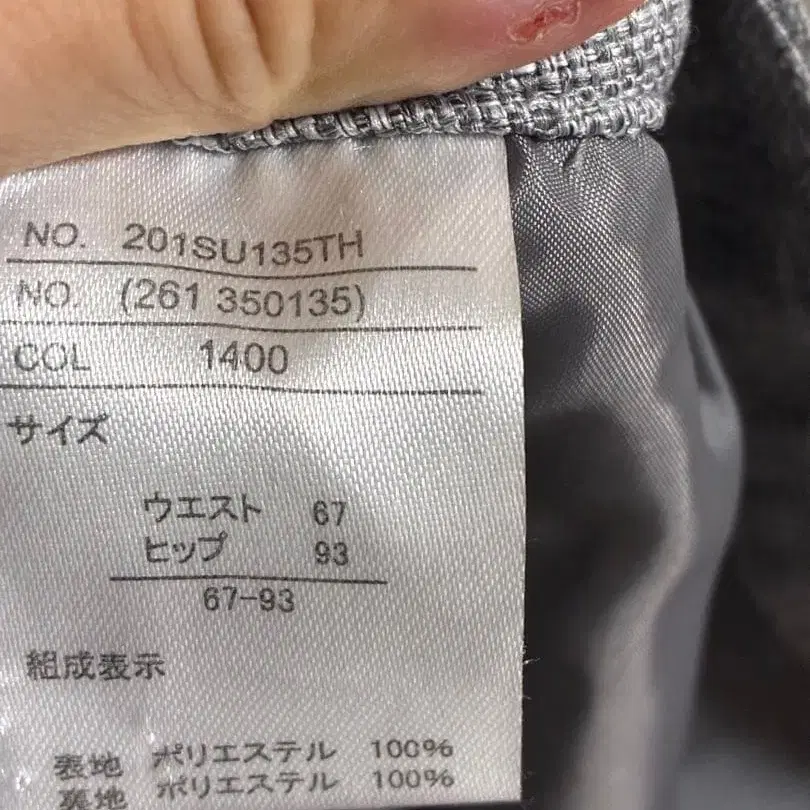 NO. 201SU135TH
NO. (261 350135)
COL 1400
サイズ
ウエスト 67
ヒップ 93
67-93
組成表示
表地 ポリエステル 100%
裏地 ポリエステル 100%